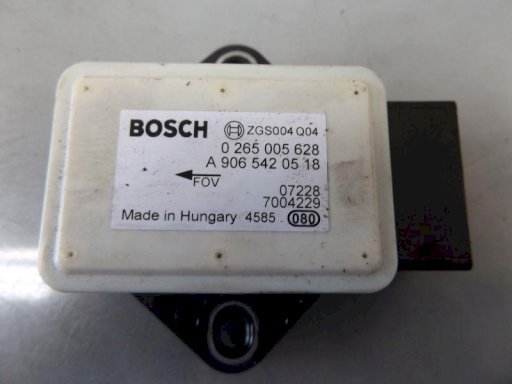 BOSCH ZGS004 Q04
0 265 005 628
A 906 542 05 18
FOV
07228
7004229
Made in Hungary 4585 080